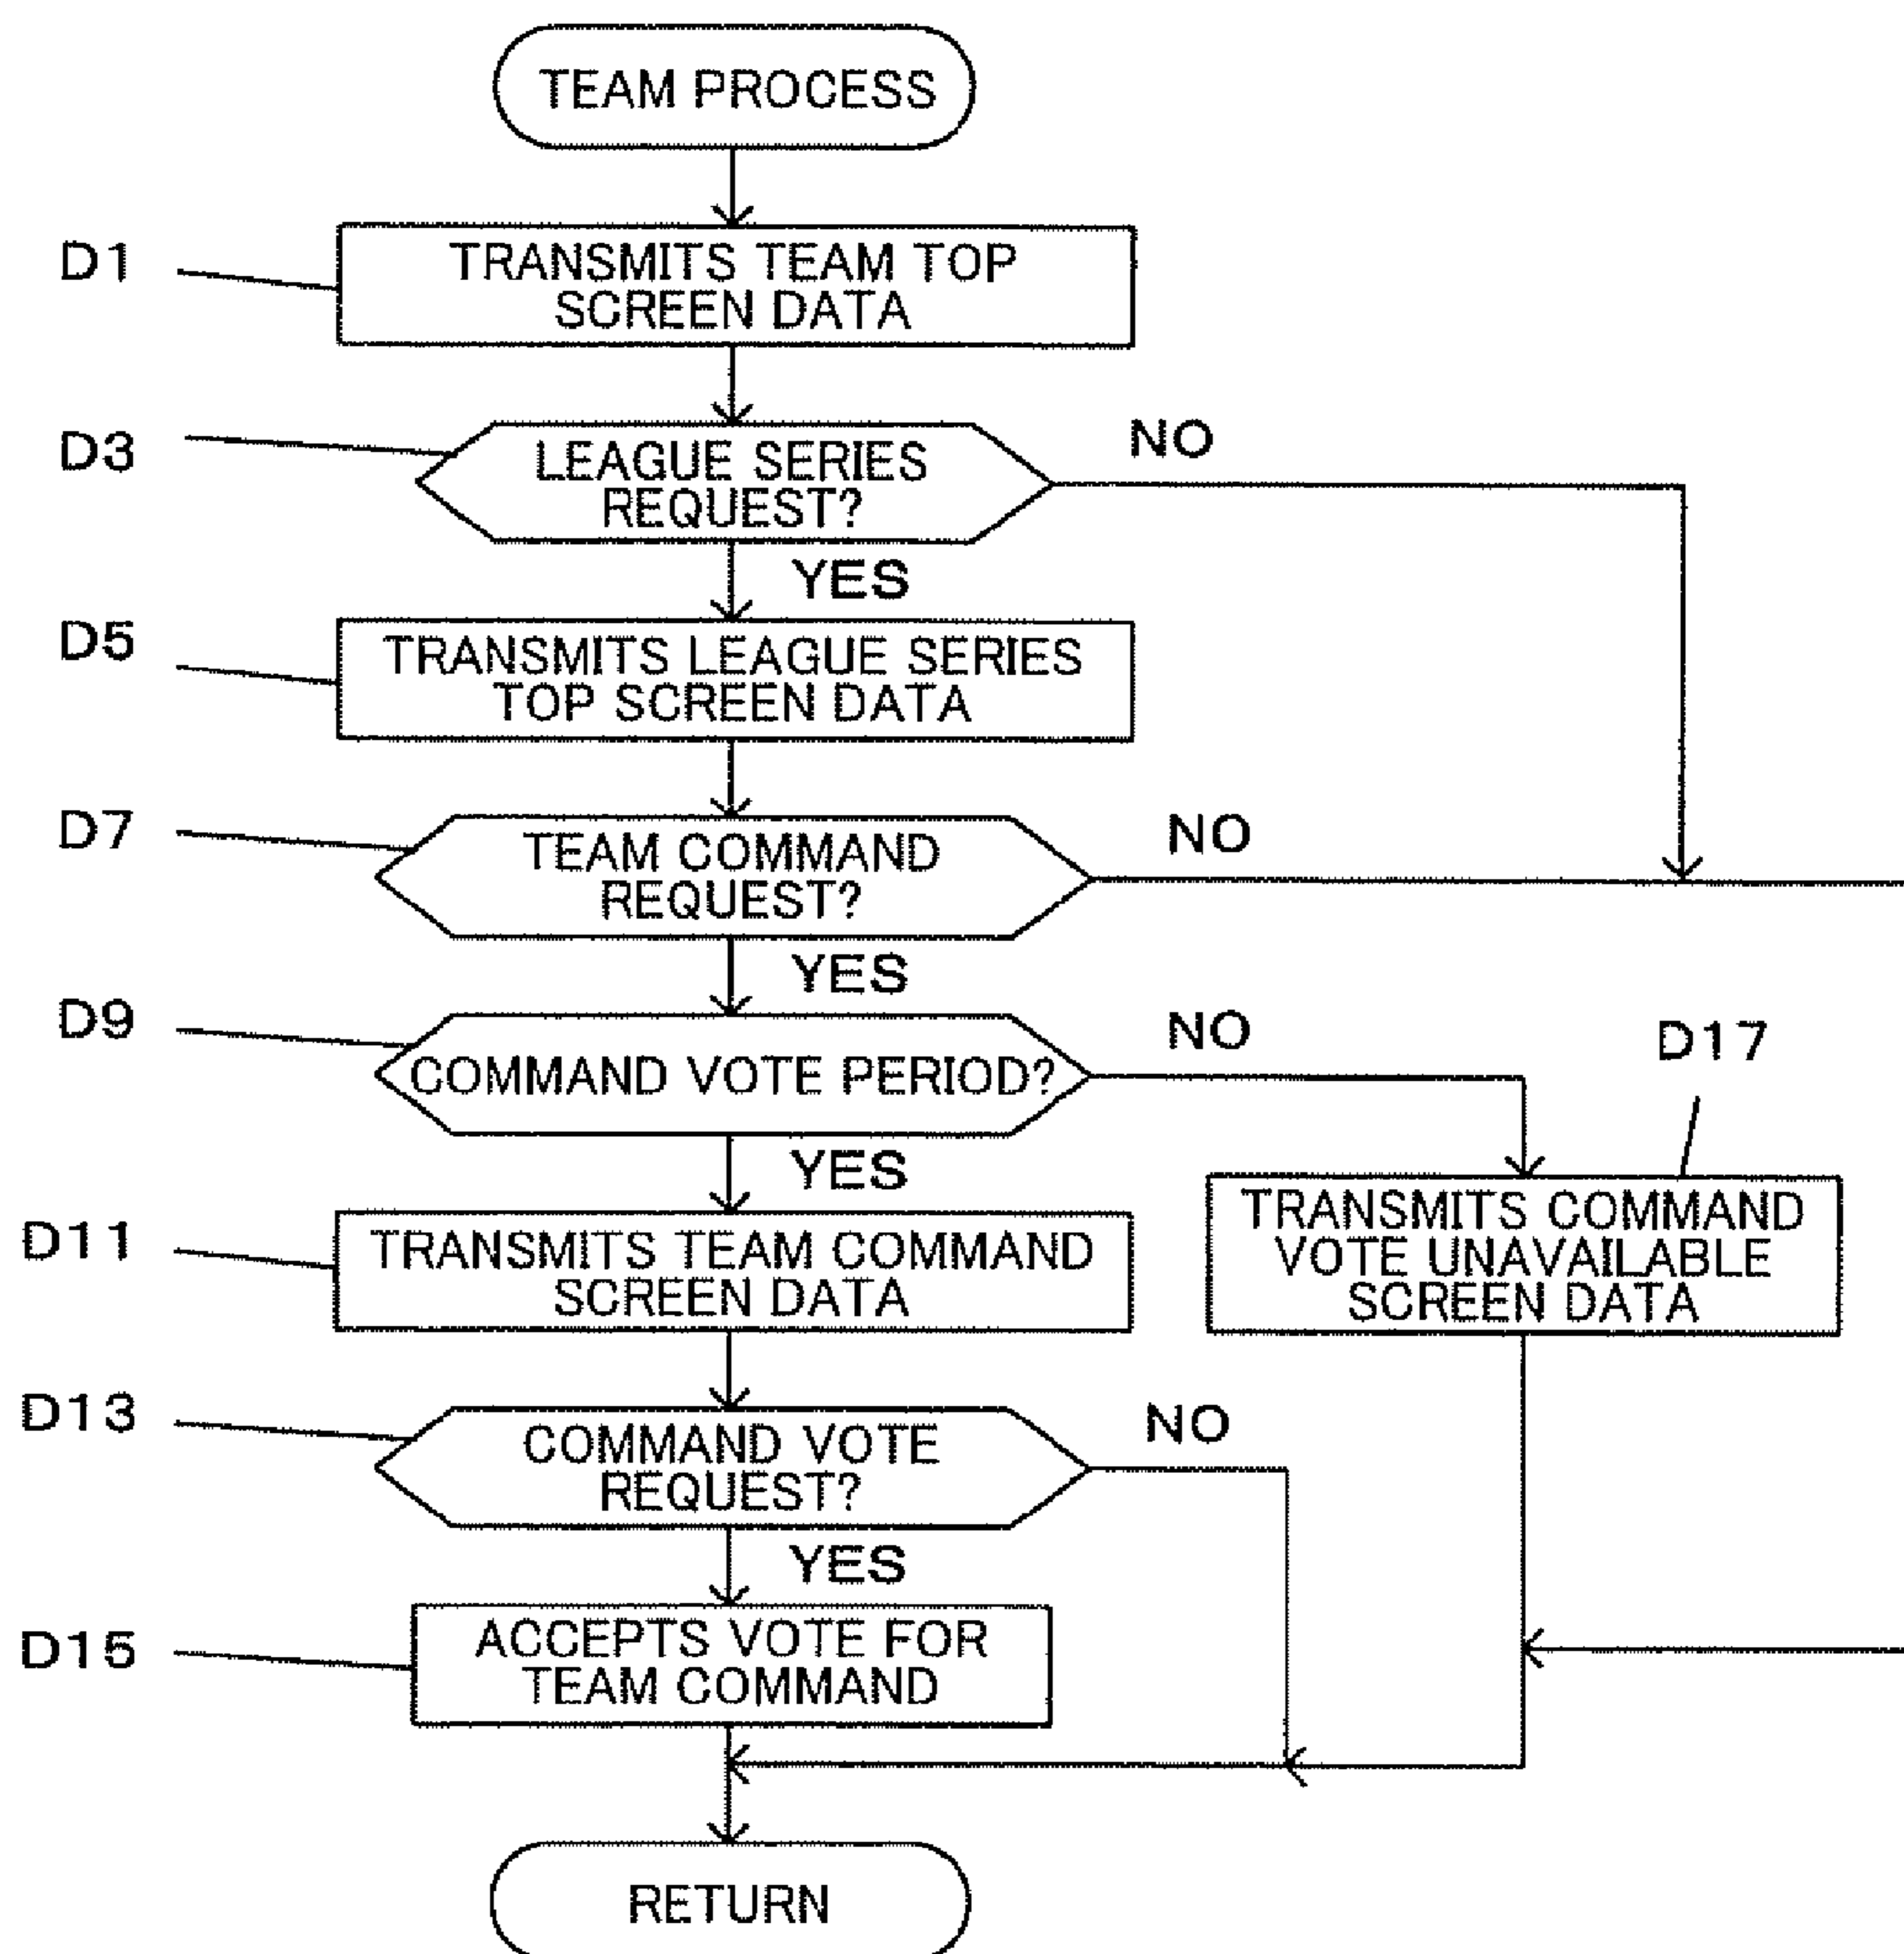 TEAM PROCESS
D1
TRANSMITS TEAM TOP
SCREEN DATA
D3
LEAGUE SERIES
REQUEST?
NO
YES
D5
TRANSMITS LEAGUE SERIES
TOP SCREEN DATA
D7
TEAM COMMAND
REQUEST?
NO
YES
D9
COMMAND VOTE PERIOD?
NO
D17
YES
TRANSMITS COMMAND
VOTE UNAVAILABLE
SCREEN DATA
D11
TRANSMITS TEAM COMMAND
SCREEN DATA
D13
COMMAND VOTE
REQUEST?
NO
YES
D15
ACCEPTS VOTE FOR
TEAM COMMAND
RETURN